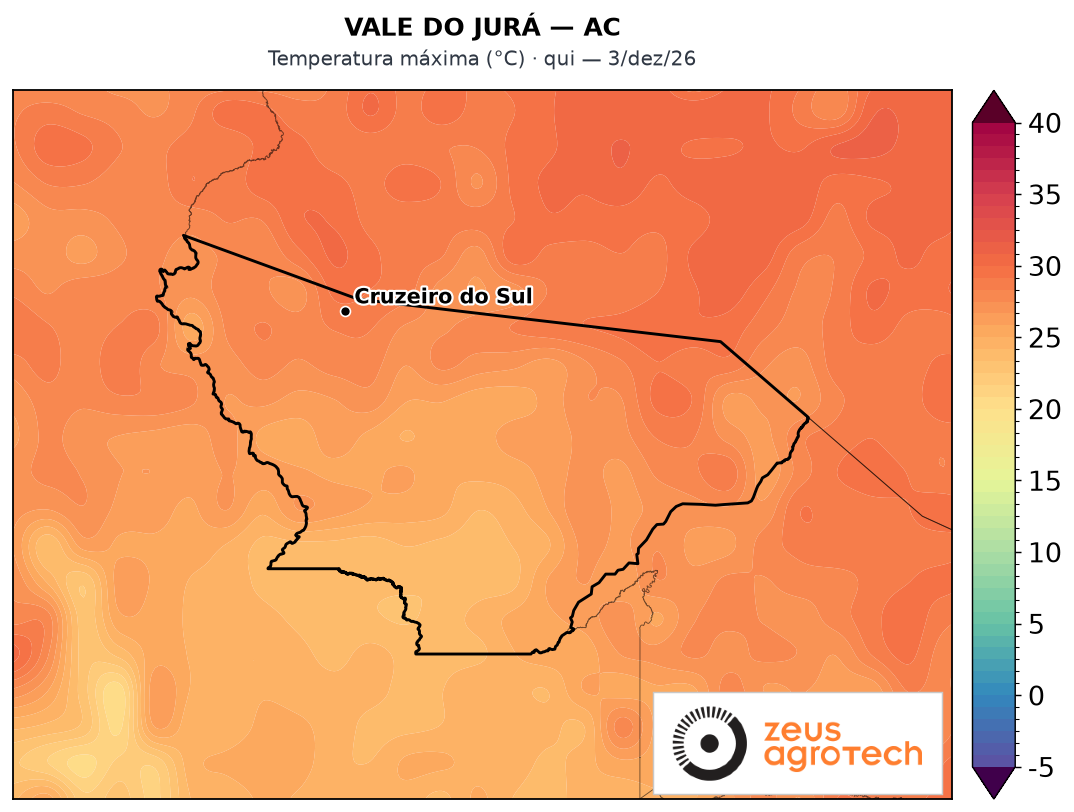 VALE DO JURÁ — AC
Temperatura máxima (°C) · qui — 3/dez/26
Cruzeiro do Sul
40
35
30
25
20
15
10
5
0
-5
zeus
agrotech